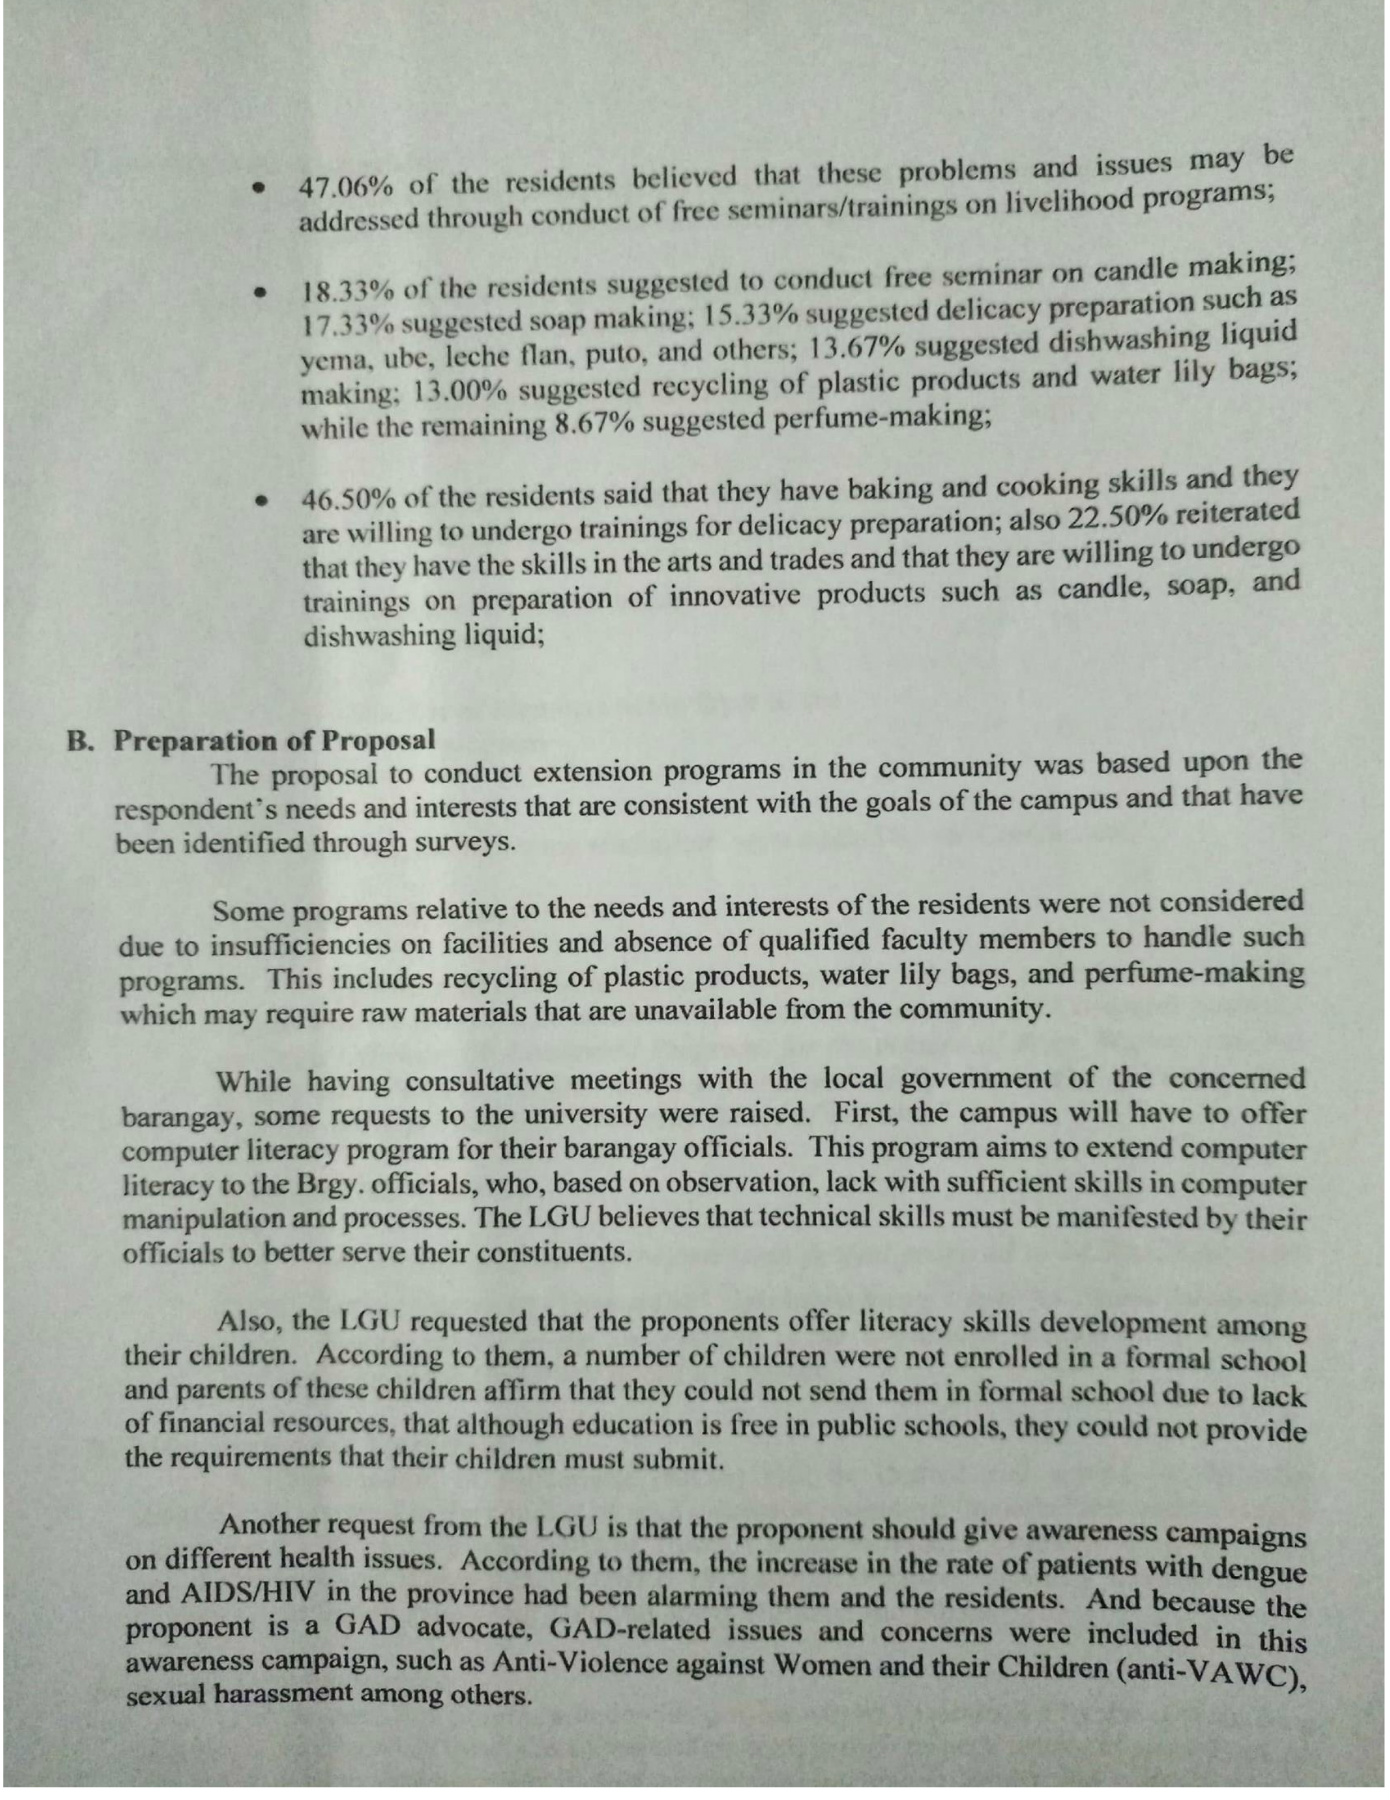 • 47.06% of the residents believed that these problems and issues may be
addressed through conduct of free seminars/trainings on livelihood programs;
• 18.33% of the residents suggested to conduct free seminar on candle making;
17.33% suggested soap making; 15.33% suggested delicacy preparation such as
yema, ube, leche flan, puto, and others; 13.67% suggested dishwashing liquid
making; 13.00% suggested recycling of plastic products and water lily bags;
while the remaining 8.67% suggested perfume-making;
• 46.50% of the residents said that they have baking and cooking skills and they
are willing to undergo trainings for delicacy preparation; also 22.50% reiterated
that they have the skills in the arts and trades and that they are willing to undergo
trainings on preparation of innovative products such as candle, soap, and
dishwashing liquid;
B. Preparation of Proposal
The proposal to conduct extension programs in the community was based upon the
respondent's needs and interests that are consistent with the goals of the campus and that have
been identified through surveys.
Some programs relative to the needs and interests of the residents were not considered
due to insufficiencies on facilities and absence of qualified faculty members to handle such
programs. This includes recycling of plastic products, water lily bags, and perfume-making
which may require raw materials that are unavailable from the community.
While having consultative meetings with the local government of the concerned
barangay, some requests to the university were raised. First, the campus will have to offer
computer literacy program for their barangay officials. This program aims to extend computer
literacy to the Brgy. officials, who, based on observation, lack with sufficient skills in computer
manipulation and processes. The LGU believes that technical skills must be manifested by their
officials to better serve their constituents.
Also, the LGU requested that the proponents offer literacy skills development among
their children. According to them, a number of children were not enrolled in a formal school
and parents of these children affirm that they could not send them in formal school due to lack
of financial resources, that although education is free in public schools, they could not provide
the requirements that their children must submit.
Another request from the LGU is that the proponent should give awareness campaigns
on different health issues. According to them, the increase in the rate of patients with dengue
and AIDS/HIV in the province had been alarming them and the residents. And because the
proponent is a GAD advocate, GAD-related issues and concerns were included in this
awareness campaign, such as Anti-Violence against Women and their Children (anti-VAWC),
sexual harassment among others.